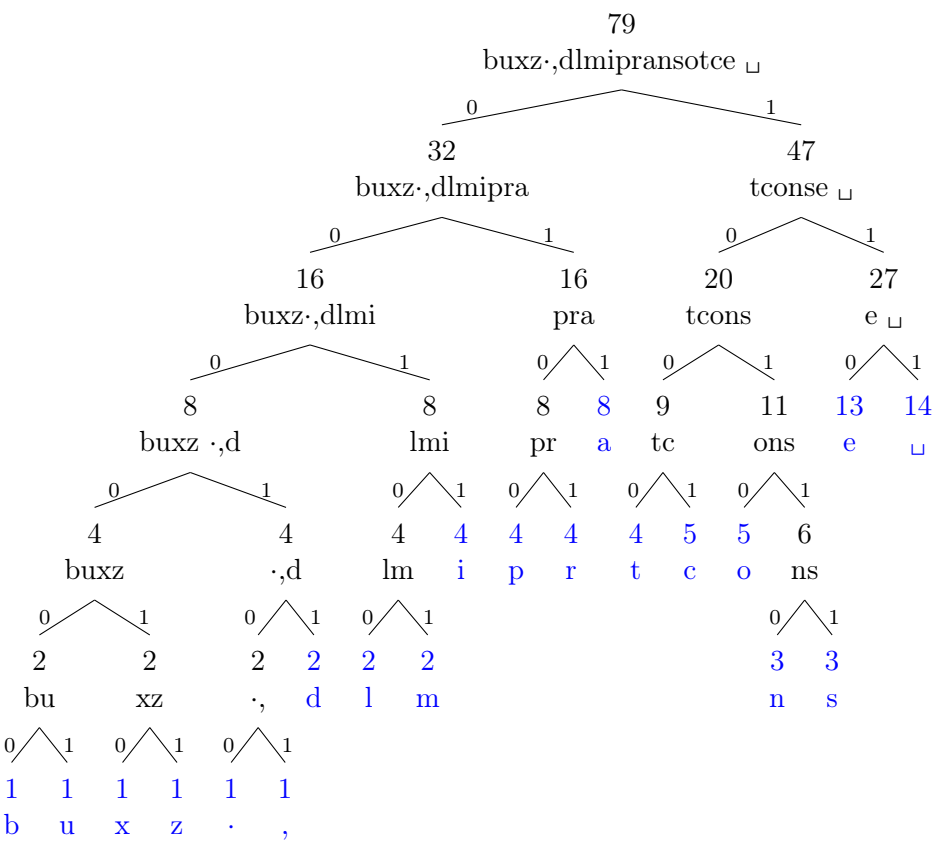 79
buxz·,dlmipransotce ␣
0 1
32 47
buxz·,dlmipra tconse ␣
0 1 0 1
16 16 20 27
buxz·,dlmi pra tcons e ␣
0 1 0 1 0 1 0 1
8 8 8 8 9 11 13 14
buxz ·,d lmi pr a tc ons e ␣
0 1 0 1 0 1 0 1 0 1
4 4 4 4 4 4 4 5 5 6
buxz ·,d lm i p r t c o ns
0 1 0 1 0 1 0 1
2 2 2 2 2 2 3 3
bu xz ·, d l m n s
0 1 0 1 0 1
1 1 1 1 1 1
b u x z · ,